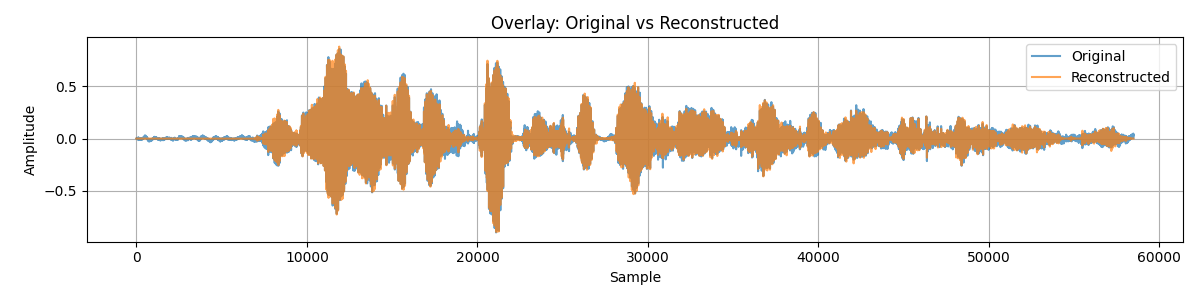 Overlay: Original vs Reconstructed
Original
Reconstructed
Amplitude
0.5
0.0
−0.5
0 10000 20000 30000 40000 50000 60000
Sample